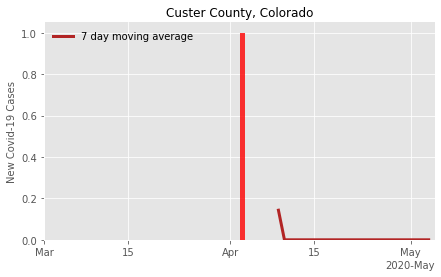 Custer County, Colorado
7 day moving average
New Covid-19 Cases
1.0
0.8
0.6
0.4
0.2
0.0
Mar 15 Apr 15 May
2020-May